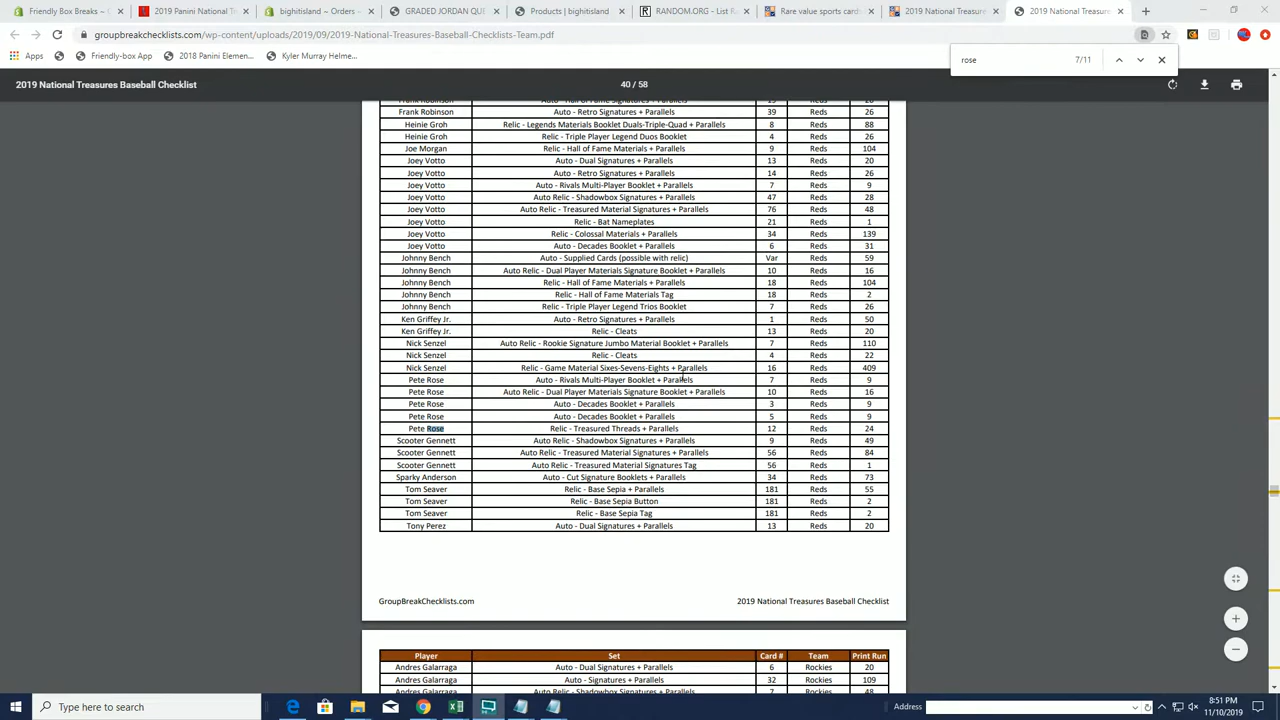 Friendly Box Breaks – C
2019 Panini National Tr
bighitisland ~ Orders ~
GRADED JORDAN QUE
Products | bighitisland
RANDOM.ORG - List Ra
Rare value sports cards
2019 National Treasures
2019 National Treasures
groupbreakchecklists.com/wp-content/uploads/2019/09/2019-National-Treasures-Baseball-Checklists-Team.pdf
Apps
Friendly-box App
2018 Panini Element...
Kyler Murray Helme...
rose 7/11
2019 National Treasures Baseball Checklist 40 / 58
Frank Robinson Auto - Retro Signatures + Parallels 39 Reds 26
Heinie Groh Relic - Legends Materials Booklet Duals-Triple-Quad + Parallels 8 Reds 88
Heinie Groh Relic - Triple Player Legend Duos Booklet 4 Reds 26
Joe Morgan Relic - Hall of Fame Materials + Parallels 9 Reds 104
Joey Votto Auto - Dual Signatures + Parallels 13 Reds 20
Joey Votto Auto - Retro Signatures + Parallels 14 Reds 26
Joey Votto Auto - Rivals Multi-Player Booklet + Parallels 7 Reds 9
Joey Votto Auto - Shadowbox Signatures + Parallels 47 Reds 28
Joey Votto Auto Relic - Treasured Material Signatures + Parallels 76 Reds 48
Joey Votto Relic - Bat Nameplates 21 Reds 1
Joey Votto Relic - Colossal Materials + Parallels 34 Reds 139
Joey Votto Auto - Decades Booklet + Parallels 6 Reds 31
Johnny Bench Auto - Supplied Cards (possible with relic) Var Reds 59
Johnny Bench Auto Relic - Dual Player Materials Signature Booklet + Parallels 10 Reds 16
Johnny Bench Relic - Hall of Fame Materials + Parallels 18 Reds 104
Johnny Bench Relic - Hall of Fame Materials Tag 18 Reds 2
Johnny Bench Relic - Triple Player Legend Trios Booklet 7 Reds 26
Ken Griffey Jr. Auto - Retro Signatures + Parallels 1 Reds 50
Ken Griffey Jr. Relic - Cleats 13 Reds 20
Nick Senzel Auto Relic - Rookie Signature Jumbo Material Booklet + Parallels 7 Reds 110
Nick Senzel Relic - Cleats 4 Reds 22
Nick Senzel Relic - Game Material Sixes-Sevens-Eights + Parallels 16 Reds 409
Pete Rose Auto - Rivals Multi-Player Booklet + Parallels 7 Reds 9
Pete Rose Auto Relic - Dual Player Materials Signature Booklet + Parallels 10 Reds 16
Pete Rose Auto - Decades Booklet + Parallels 3 Reds 9
Pete Rose Auto - Decades Booklet + Parallels 5 Reds 9
Pete Rose Relic - Treasured Threads + Parallels 12 Reds 24
Scooter Gennett Auto Relic - Shadowbox Signatures + Parallels 9 Reds 49
Scooter Gennett Auto Relic - Treasured Material Signatures + Parallels 56 Reds 84
Scooter Gennett Auto Relic - Treasured Material Signatures Tag 56 Reds 1
Sparky Anderson Auto - Cut Signature Booklets + Parallels 34 Reds 73
Tom Seaver Relic - Base Sepia + Parallels 181 Reds 55
Tom Seaver Relic - Base Sepia Button 181 Reds 2
Tom Seaver Relic - Base Sepia Tag 181 Reds 2
Tony Perez Auto - Dual Signatures + Parallels 13 Reds 20
GroupBreakChecklists.com 2019 National Treasures Baseball Checklist
Player Set Card # Team Print Run
Andres Galarraga Auto - Dual Signatures + Parallels 6 Rockies 20
Andres Galarraga Auto - Signatures + Parallels 32 Rockies 109
Andres Galarraga Auto Relic - Shadowbox Signatures + Parallels 7 Rockies 48
Type here to search
Address
8:51 PM
11/10/2019